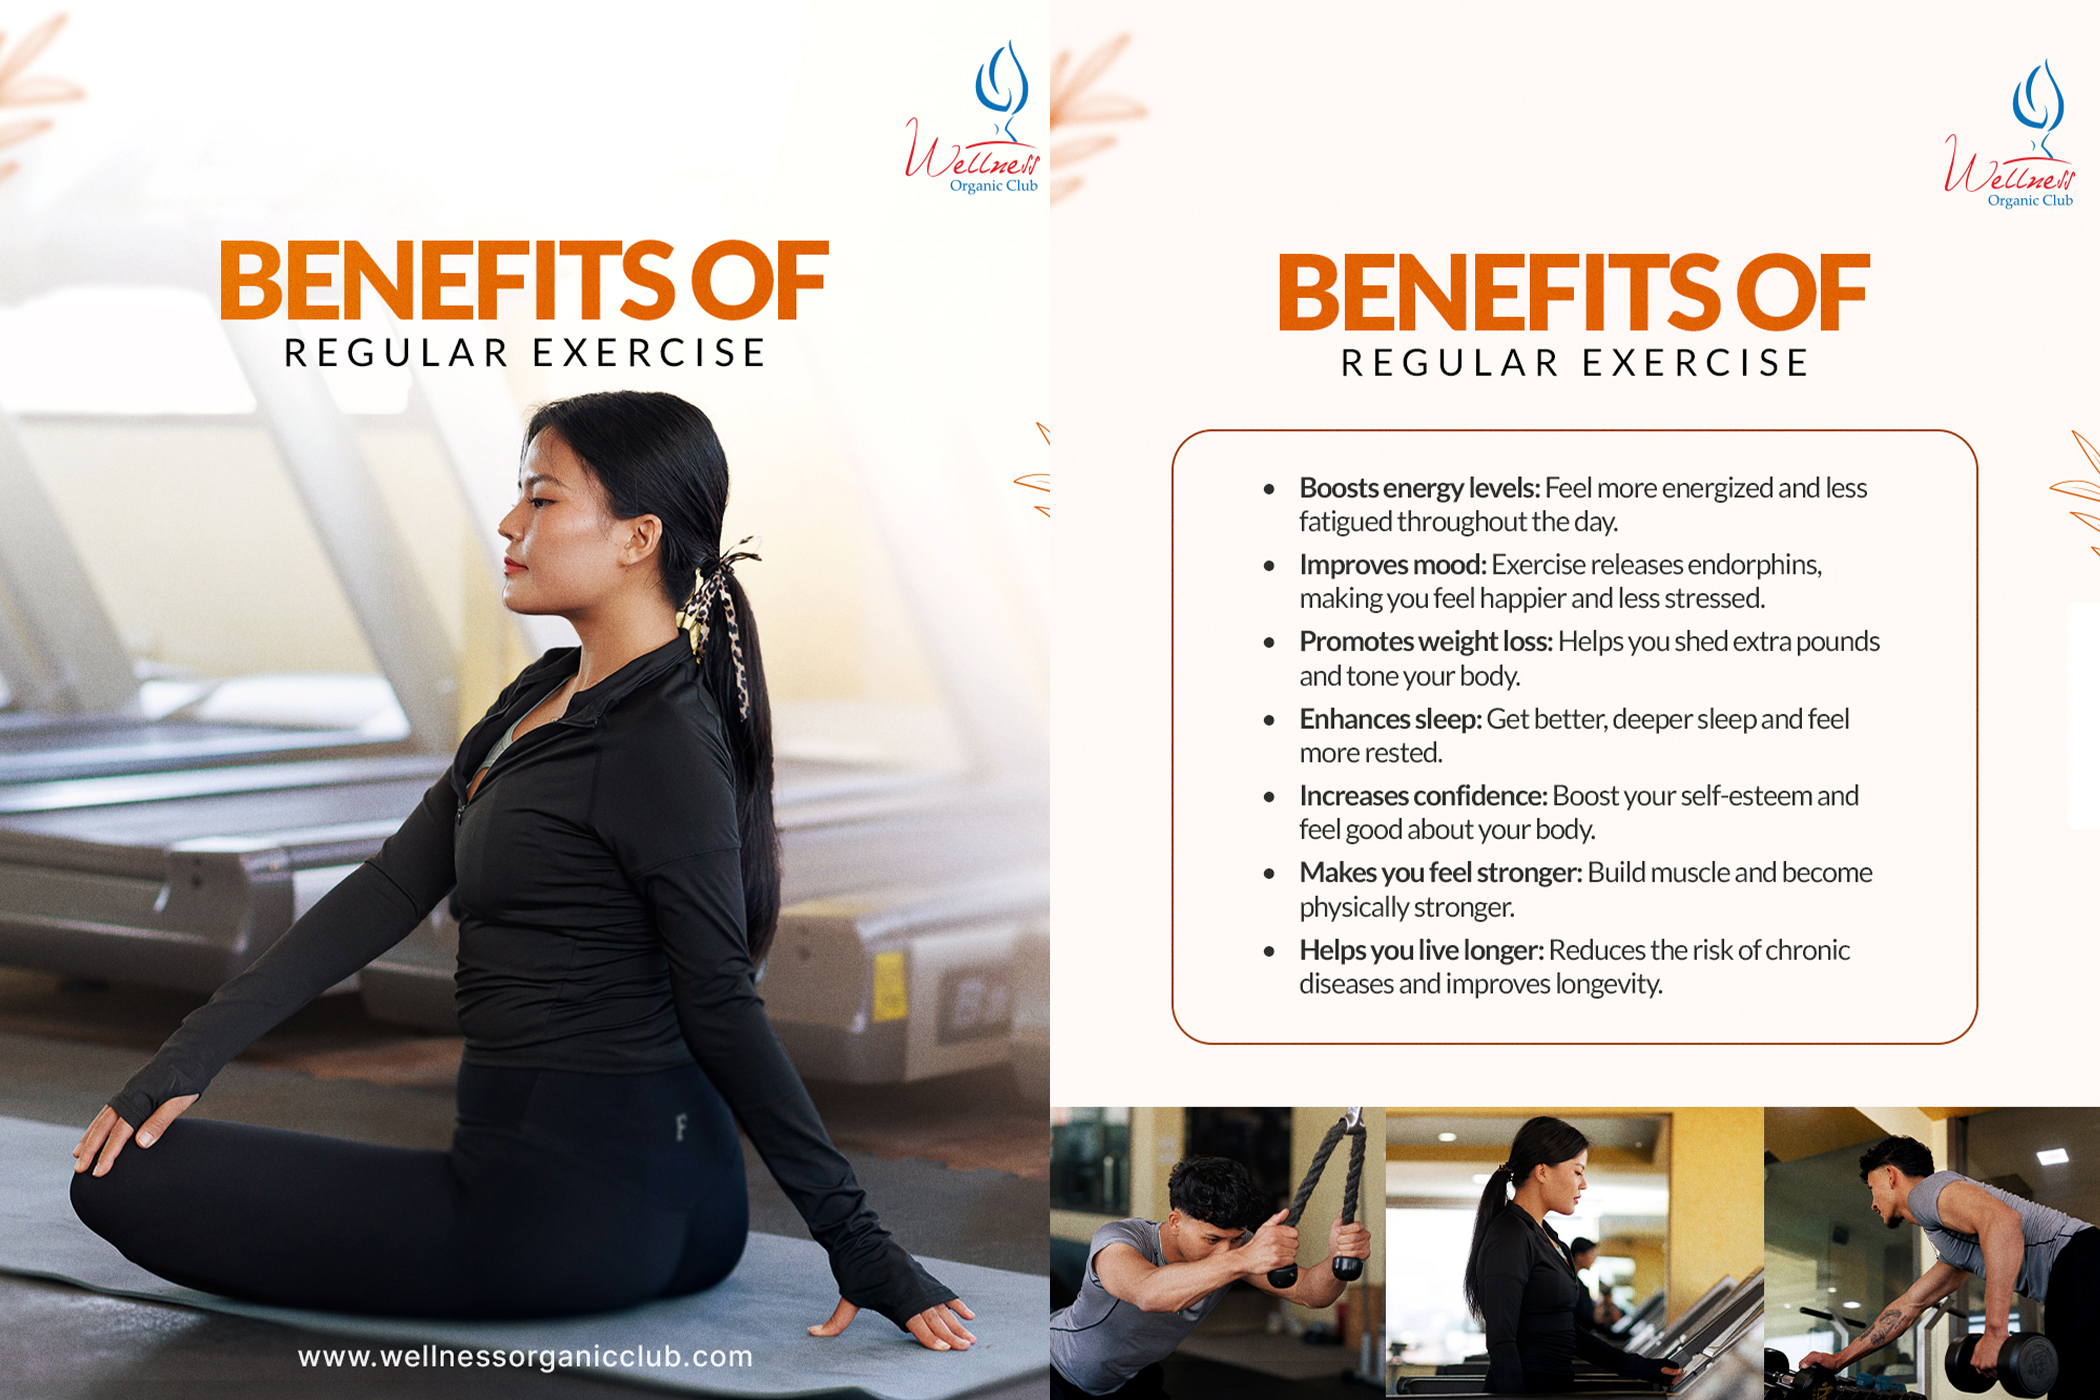 Wellness
Organic Club
BENEFITS OF
REGULAR EXERCISE
F
www.wellnessorganicclub.com
Wellness
Organic Club
BENEFITS OF
REGULAR EXERCISE
• Boosts energy levels: Feel more energized and less
fatigued throughout the day.
• Improves mood: Exercise releases endorphins,
making you feel happier and less stressed.
• Promotes weight loss: Helps you shed extra pounds
and tone your body.
• Enhances sleep: Get better, deeper sleep and feel
more rested.
• Increases confidence: Boost your self-esteem and
feel good about your body.
• Makes you feel stronger: Build muscle and become
physically stronger.
• Helps you live longer: Reduces the risk of chronic
diseases and improves longevity.